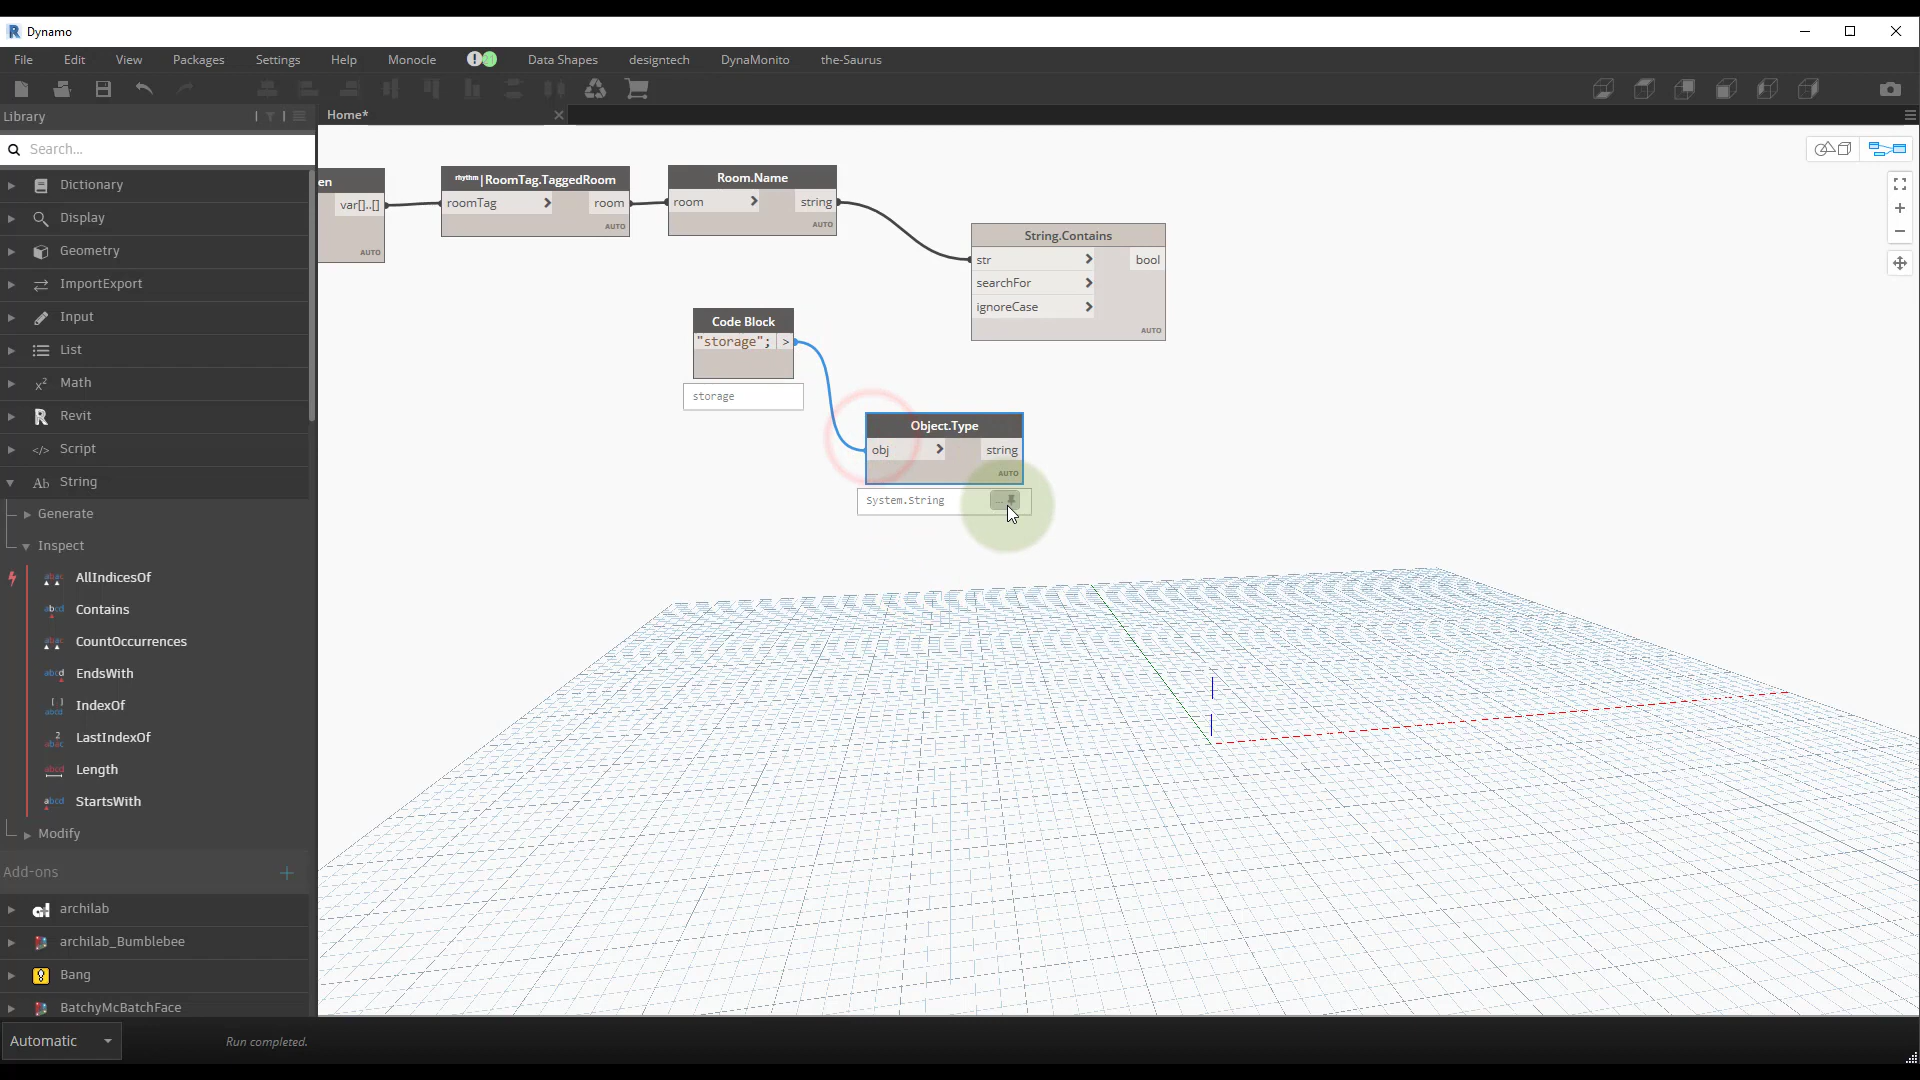 Dynamo
File Edit View Packages Settings Help Monocle ! Data Shapes designtech DynaMonito the-Saurus
Library
Home*
Search...
Dictionary
Display
Geometry
ImportExport
Input
List
Math
Revit
Script
String
Generate
Inspect
AllIndicesOf
Contains
CountOccurrences
EndsWith
IndexOf
LastIndexOf
Length
StartsWith
Modify
Add-ons
archilab
archilab_Bumblebee
Bang
BatchyMcBatchFace
Automatic
Run completed.
en
var[]..[]
AUTO
rhythm|RoomTag.TaggedRoom
roomTag > room
AUTO
Room.Name
room > string
AUTO
String.Contains
str > bool
searchFor >
ignoreCase >
AUTO
Code Block
"storage"; >
storage
Object.Type
obj > string
AUTO
System.String